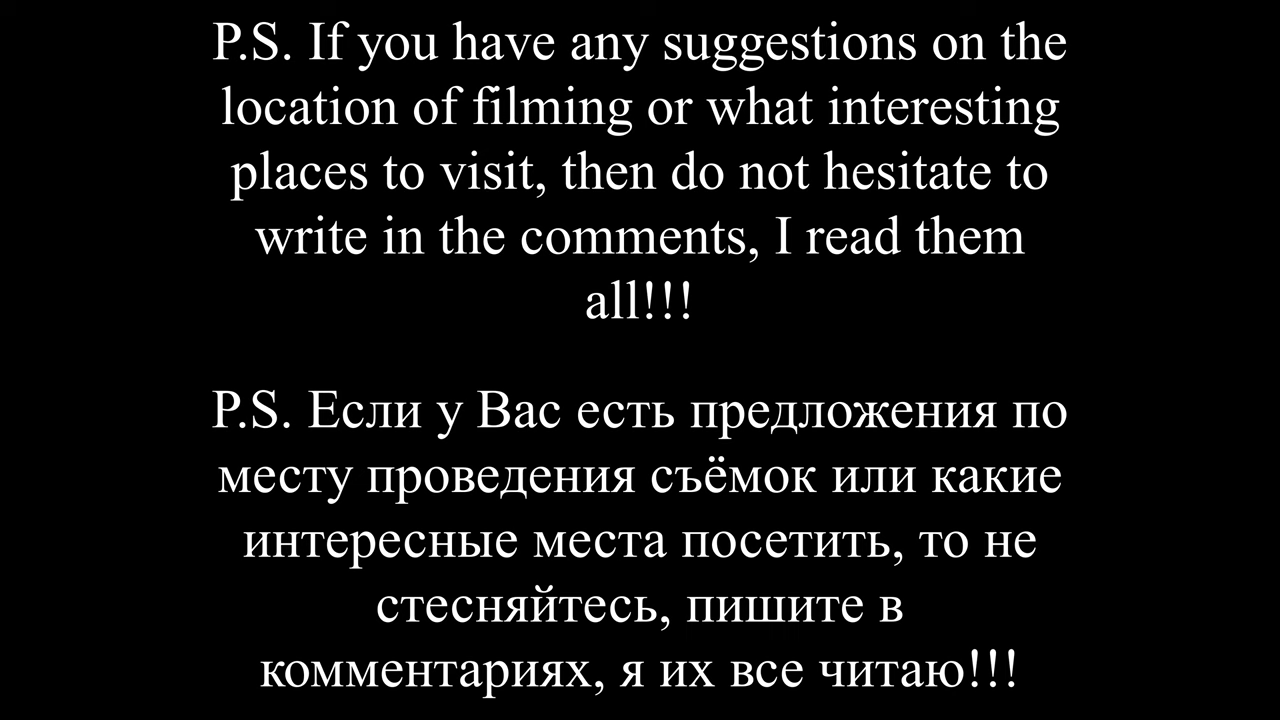 P.S. If you have any suggestions on the
location of filming or what interesting
places to visit, then do not hesitate to
write in the comments, I read them
all!!!
P.S. Если у Вас есть предложения по
месту проведения съёмок или какие
интересные места посетить, то не
стесняйтесь, пишите в
комментариях, я их все читаю!!!